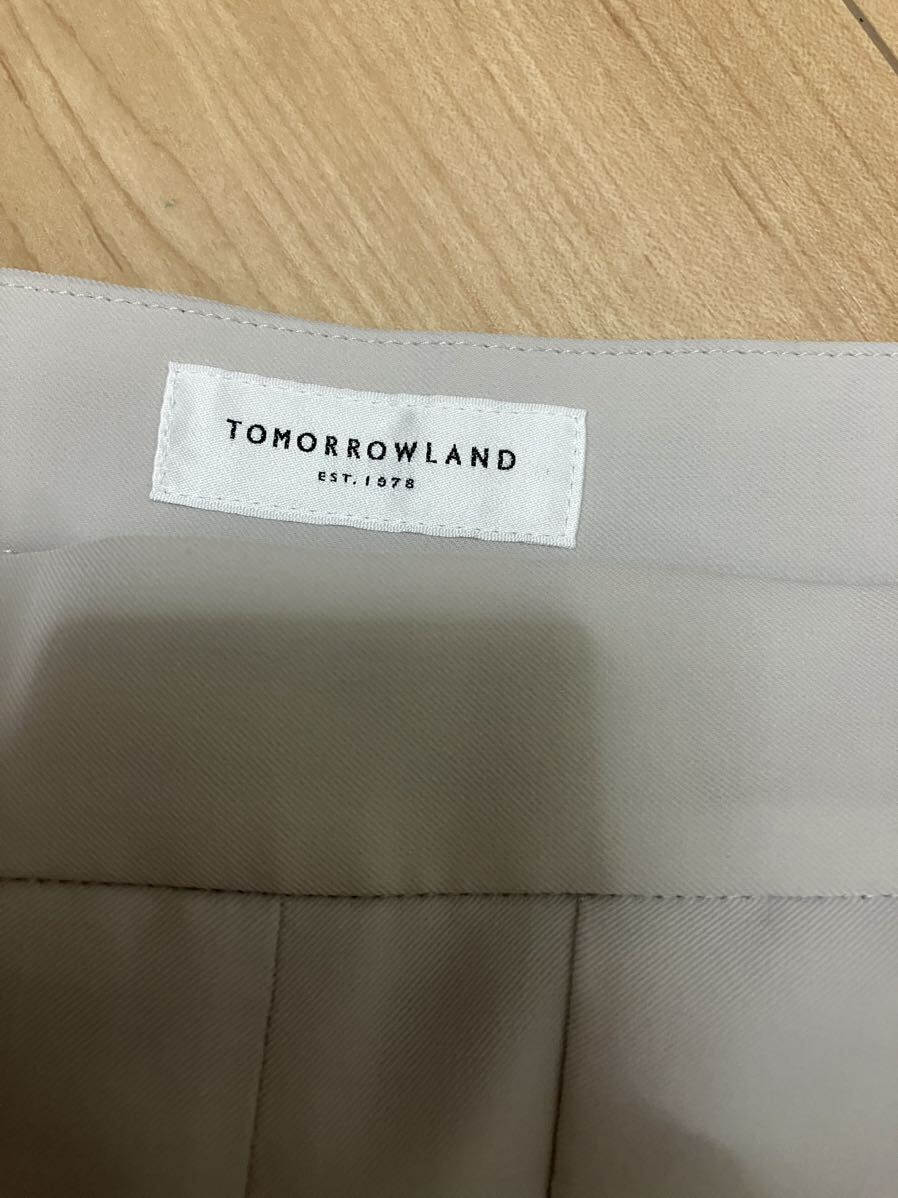 TOMORROWLAND
EST. 1978